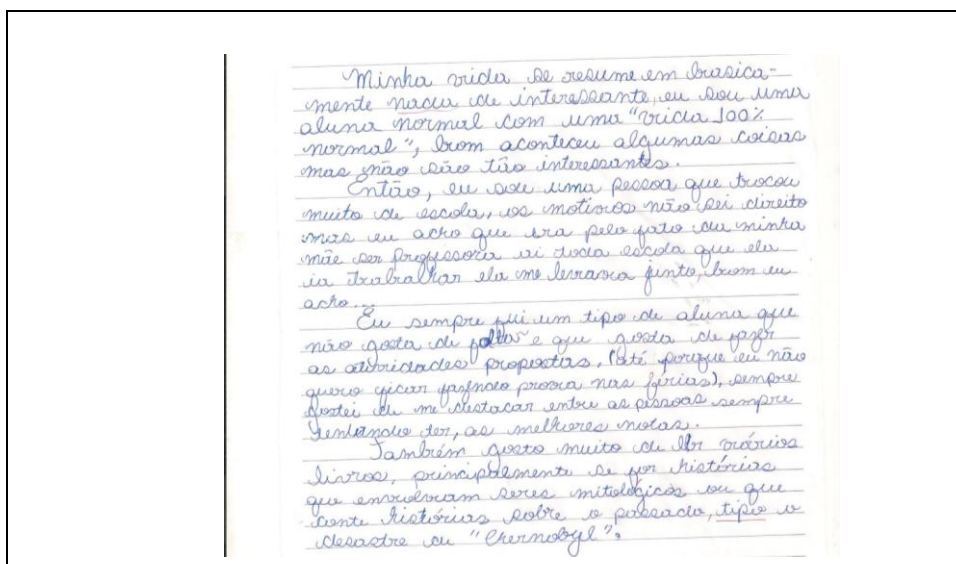 Minha vida se resume em basica-
mente nada de interessante, eu sou uma
aluna normal com uma "vida 100%
normal", bom aconteceu algumas coisas
mas não são tão interessantes.
Então, eu sou uma pessoa que trocou
muito de escola, os motivos não sei direito
mas eu acho que era pelo fato da minha
mãe ser professora ai toda escola que ela
ia trabalhar ela me levava junto, bom eu
acho...
Eu sempre fui um tipo de aluna que
não gosta de faltar e que gosta de fazer
as atividades propostas, (até porque eu não
quero ficar fazendo prova nas férias), sempre
gostei de me destacar entre as pessoas sempre
tentando ter, as melhores notas.
Também gosto muito de ler vários
livros, principalmente se for histórias
que envolvam seres mitológicos ou que
conte histórias sobre o passado, tipo o
desastre de "Chernobyl".